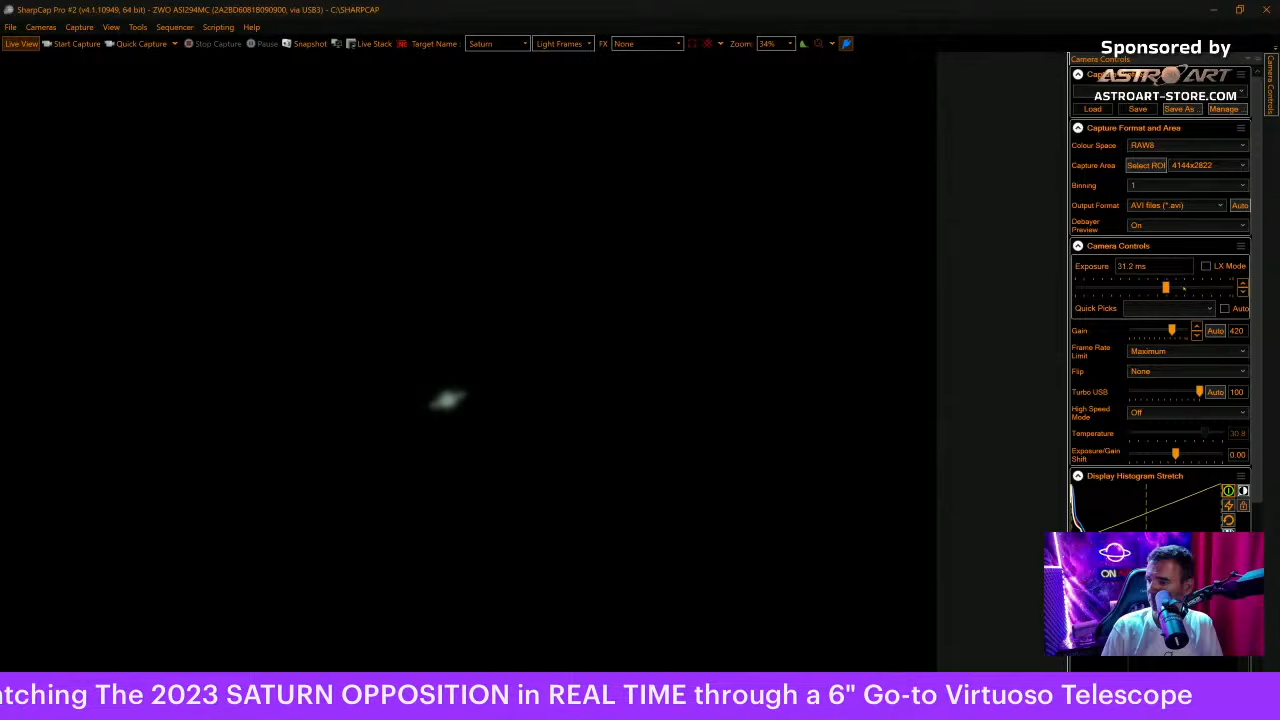 SharpCap Pro #2 (v4.1.10949, 64 bit) - ZWO ASI294MC (2A2BD6081B090900, via USB3) - C:\SHARPCAP
File Cameras Capture View Tools Sequencer Scripting Help
Live View Start Capture Quick Capture Stop Capture Pause Snapshot Live Stack Target Name : Saturn Light Frames FX None Zoom: 34%
Sponsored by
ASTROART
ASTROART-STORE.COM
Camera Controls
Camera Controls
Load Save Save As .. Manage ..
Capture Format and Area
Colour Space RAW8
Capture Area Select ROI 4144x2822
Binning 1
Output Format AVI files (*.avi) Auto
Debayer Preview On
Camera Controls
Exposure 31.2 ms LX Mode
Quick Picks Auto
Gain Auto 420
Frame Rate Limit Maximum
Flip None
Turbo USB Auto 100
High Speed Mode Off
Temperature 30.8
Exposure/Gain Shift 0.00
Display Histogram Stretch
ON
atching The 2023 SATURN OPPOSITION in REAL TIME through a 6" Go-to Virtuoso Telescope